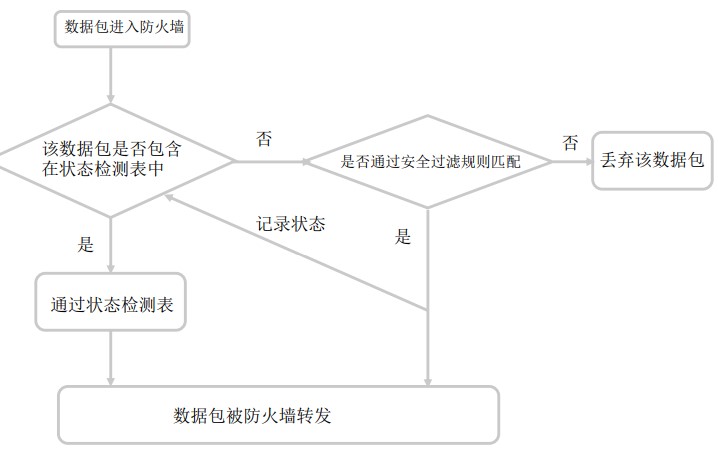 数据包进入防火墙
该数据包是否包含
在状态检测表中
否
是否通过安全过滤规则匹配
否
丢弃该数据包
记录状态
是
是
通过状态检测表
数据包被防火墙转发